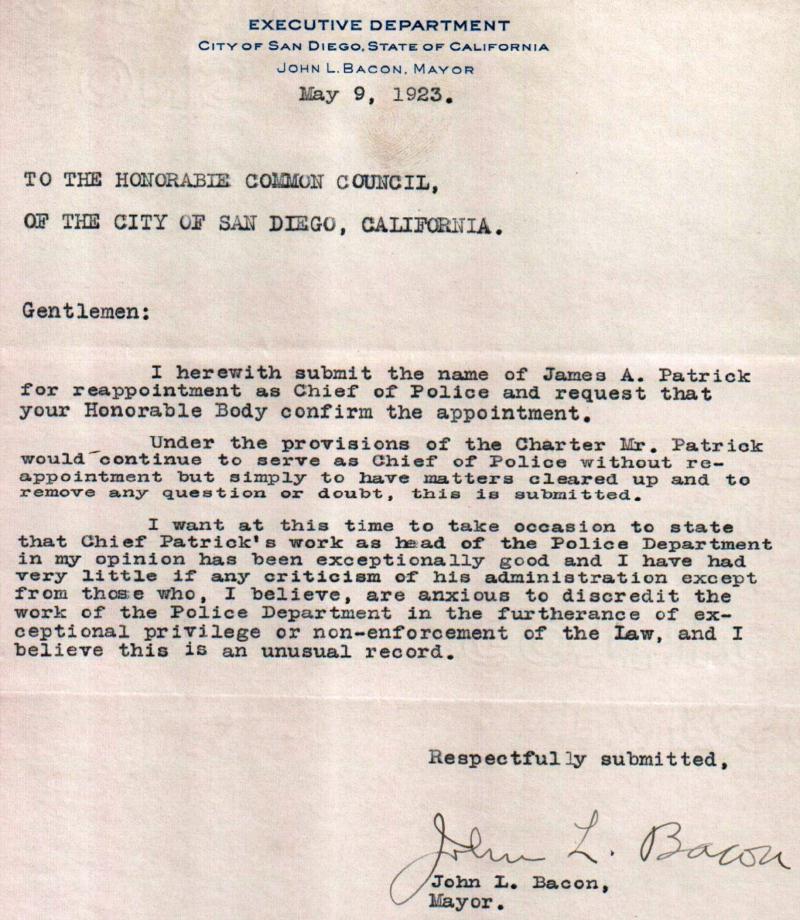 EXECUTIVE DEPARTMENT
CITY OF SAN DIEGO, STATE OF CALIFORNIA
JOHN L. BACON, MAYOR
May 9, 1923.
TO THE HONORABLE COMMON COUNCIL,
OF THE CITY OF SAN DIEGO, CALIFORNIA.
Gentlemen:
I herewith submit the name of James A. Patrick
for reappointment as Chief of Police and request that
your Honorable Body confirm the appointment.
Under the provisions of the Charter Mr. Patrick
would continue to serve as Chief of Police without re-
appointment but simply to have matters cleared up and to
remove any question or doubt, this is submitted.
I want at this time to take occasion to state
that Chief Patrick's work as head of the Police Department
in my opinion has been exceptionally good and I have had
very little if any criticism of his administration except
from those who, I believe, are anxious to discredit the
work of the Police Department in the furtherance of ex-
ceptional privilege or non-enforcement of the Law, and I
believe this is an unusual record.
Respectfully submitted,
John L. Bacon
John L. Bacon,
Mayor.